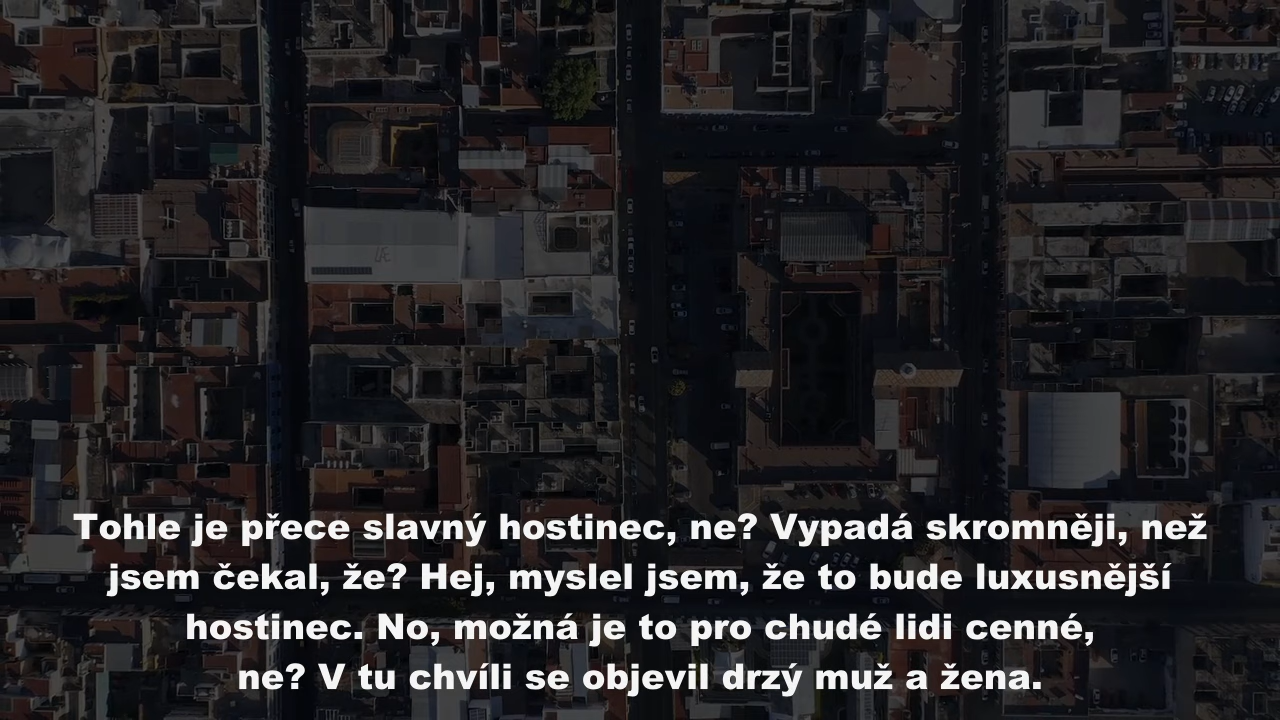 Tohle je přece slavný hostinec, ne? Vypadá skromněji, než
jsem čekal, že? Hej, myslel jsem, že to bude luxusnější
hostinec. No, možná je to pro chudé lidi cenné,
ne? V tu chvíli se objevil drzý muž a žena.